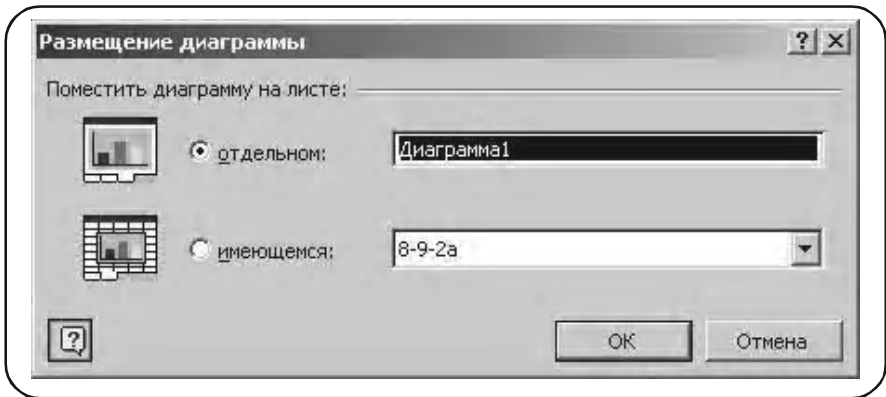 Размещение диаграммы
Поместить диаграмму на листе:
отдельном: Диаграмма1
имеющемся: 8-9-2а
ОК Отмена